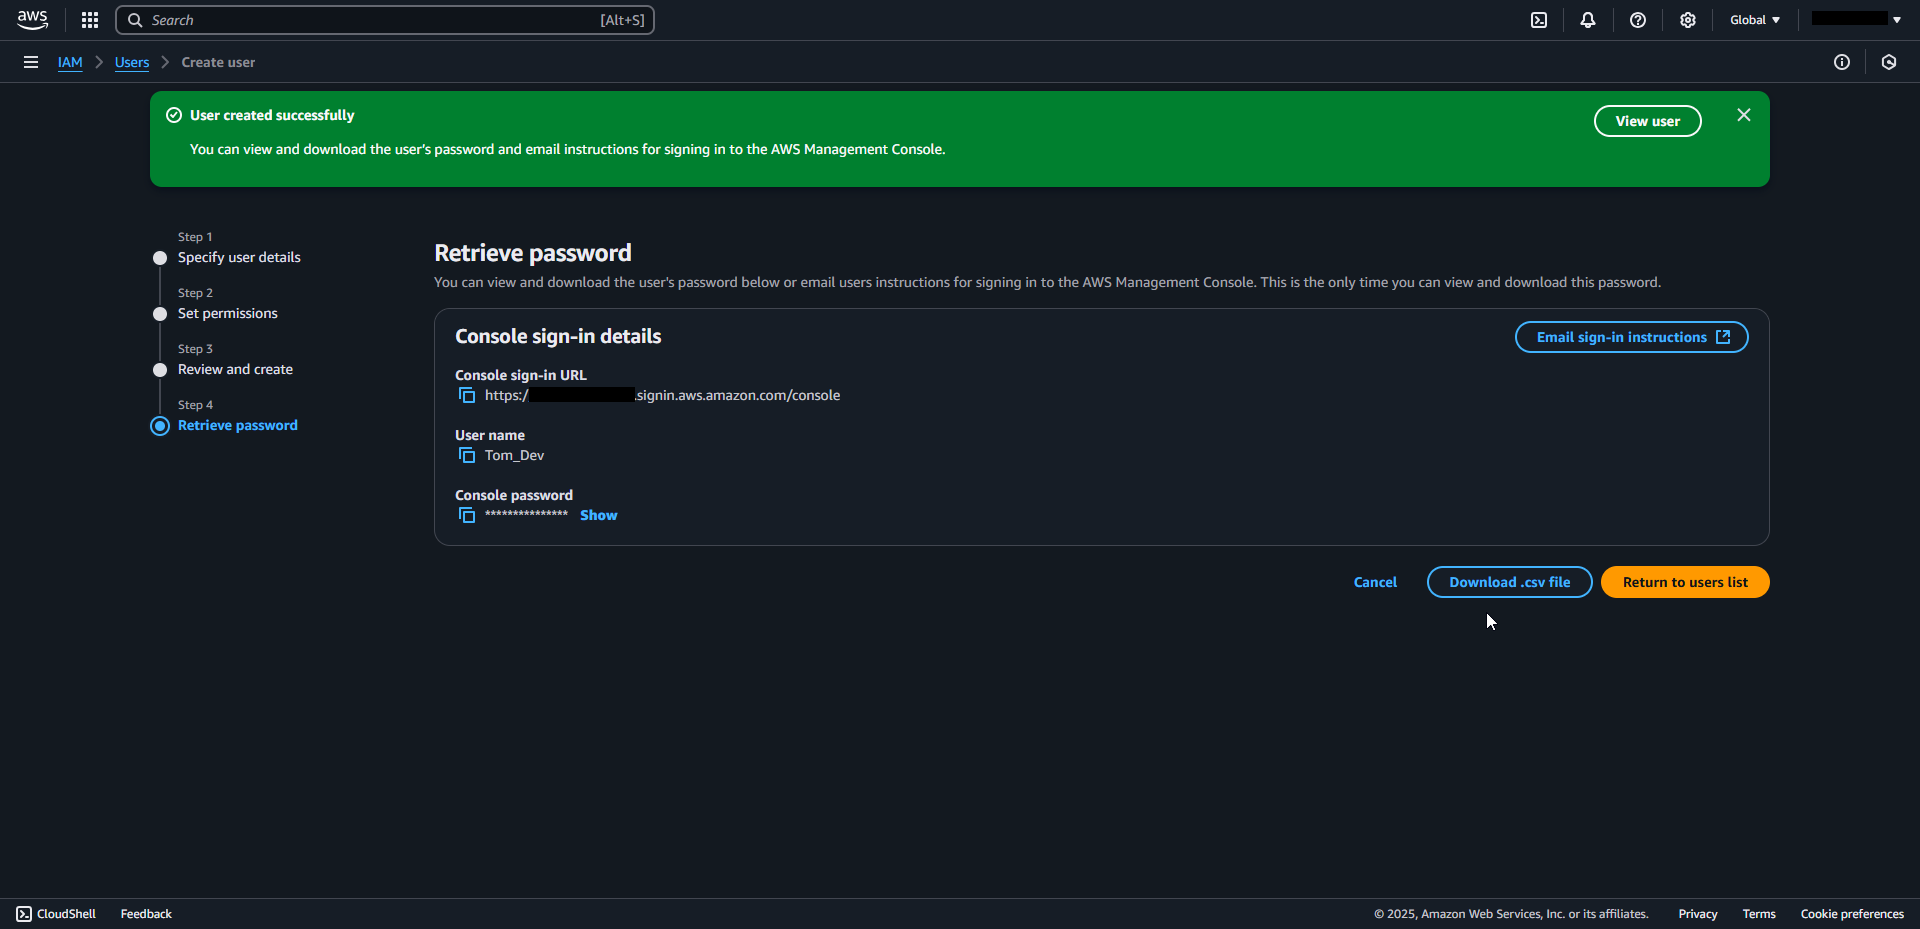 aws
Search [Alt+S]
Global
IAM > Users > Create user
User created successfully
View user
You can view and download the user's password and email instructions for signing in to the AWS Management Console.
Step 1
Specify user details
Step 2
Set permissions
Step 3
Review and create
Step 4
Retrieve password
Retrieve password
You can view and download the user's password below or email users instructions for signing in to the AWS Management Console. This is the only time you can view and download this password.
Console sign-in details
Email sign-in instructions
Console sign-in URL
https:/ .signin.aws.amazon.com/console
User name
Tom_Dev
Console password
*************** Show
Cancel
Download .csv file
Return to users list
CloudShell
Feedback
© 2025, Amazon Web Services, Inc. or its affiliates.
Privacy
Terms
Cookie preferences